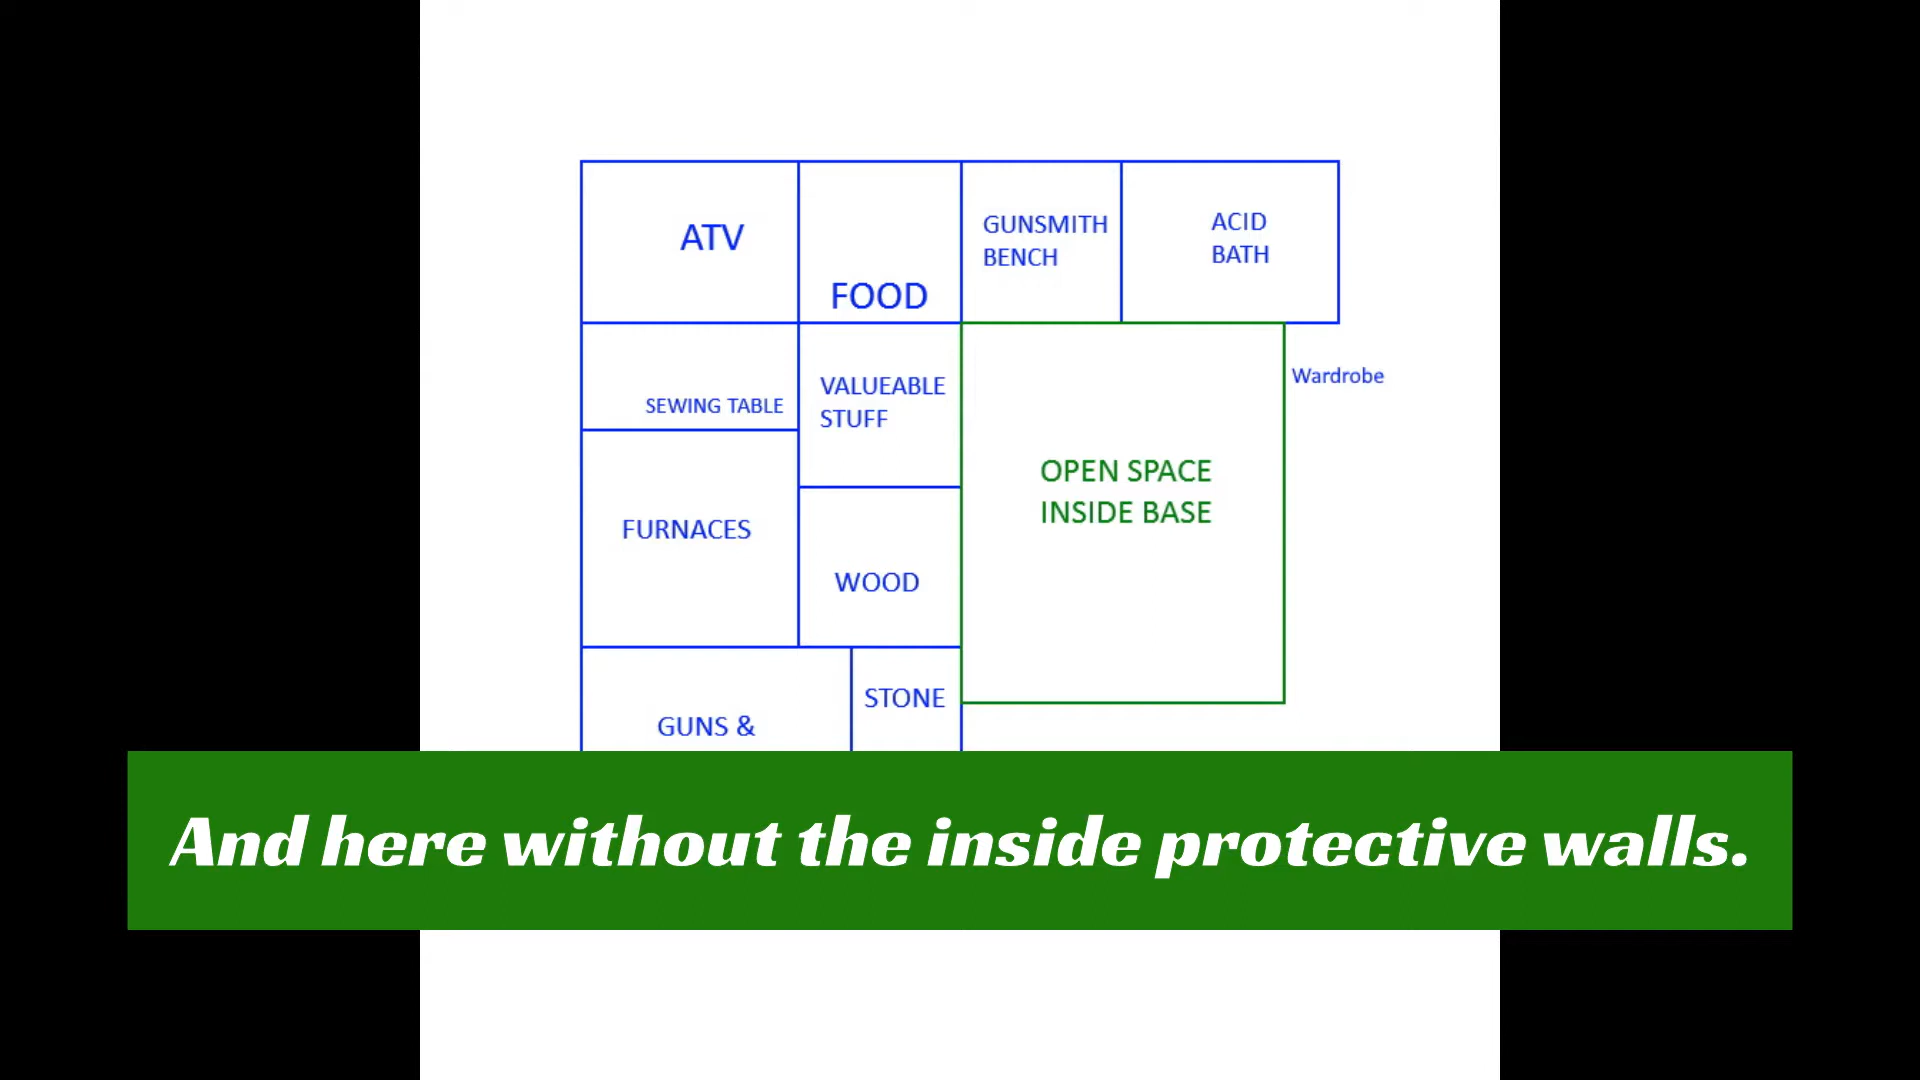 ATV
FOOD
GUNSMITH
BENCH
ACID
BATH
SEWING TABLE
VALUEABLE
STUFF
Wardrobe
OPEN SPACE
INSIDE BASE
FURNACES
WOOD
GUNS &
STONE
And here without the inside protective walls.